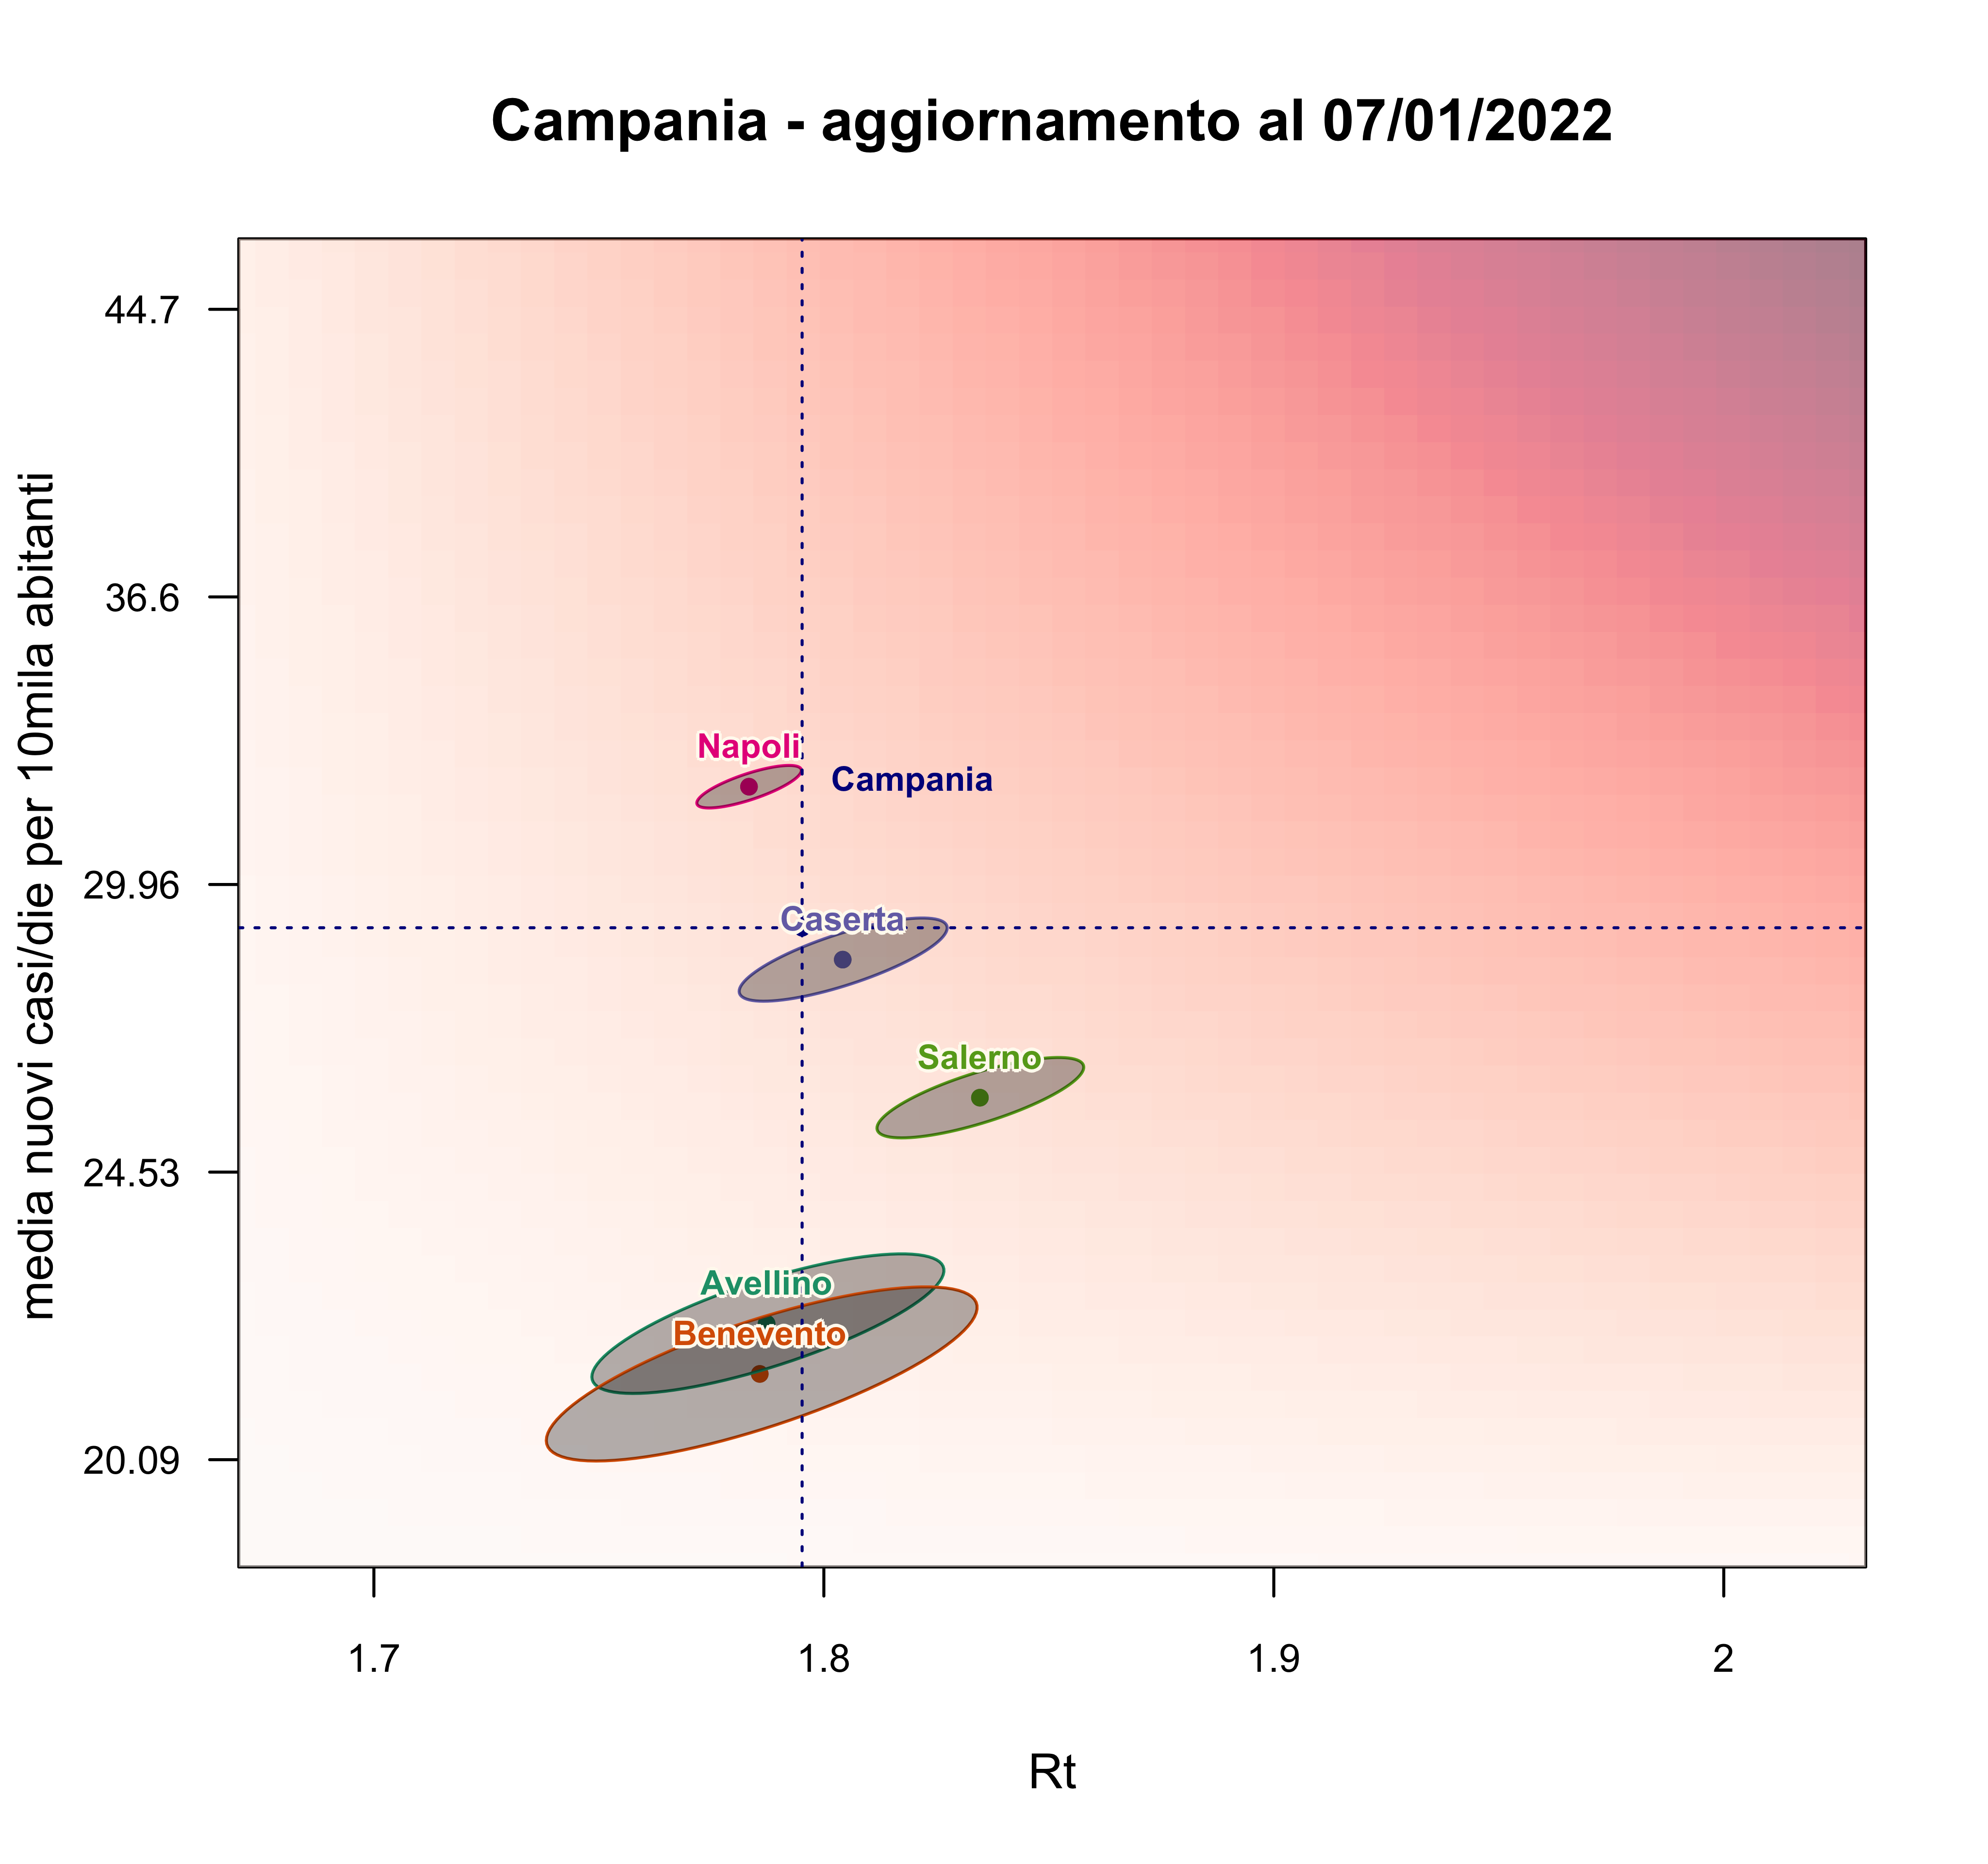 Campania - aggiornamento al 07/01/2022
media nuovi casi/die per 10mila abitanti
44.7
36.6
29.96
24.53
20.09
Napoli
Campania
Caserta
Salerno
Avellino
Benevento
1.7
1.8
1.9
2
Rt